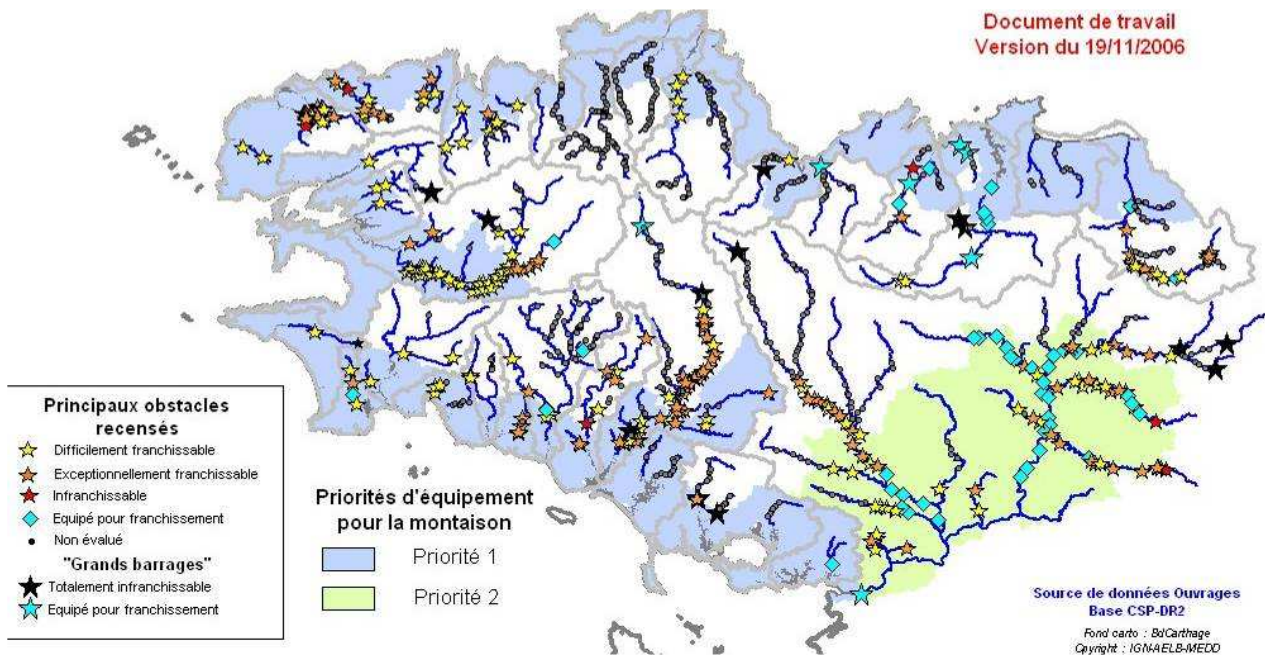 Document de travail
Version du 19/11/2006
Principaux obstacles
recensés
Difficilement franchissable
Exceptionnellement franchissable
Infranchissable
Equipé pour franchissement
Non évalué
"Grands barrages"
Totalement infranchissable
Equipé pour franchissement
Priorités d'équipement
pour la montaison
Priorité 1
Priorité 2
Source de données Ouvrages
Base CSP-DR2
Fond carto : BdCarthage
Copyright : IGN-AELB-MEDD